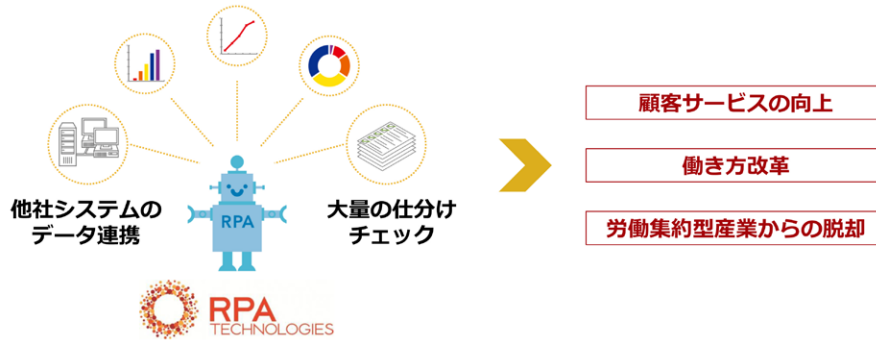 他社システムの
データ連携
RPA
大量の仕分け
チェック
RPA
TECHNOLOGIES
顧客サービスの向上
働き方改革
労働集約型産業からの脱却